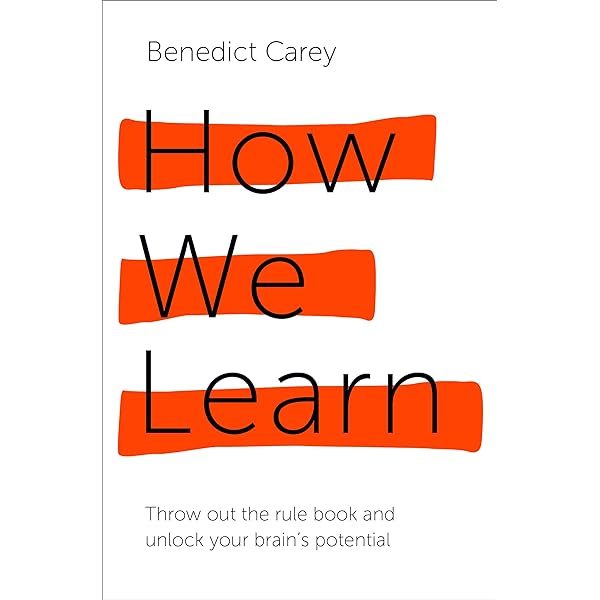 Benedict Carey
How
We
Learn
Throw out the rule book and
unlock your brain's potential